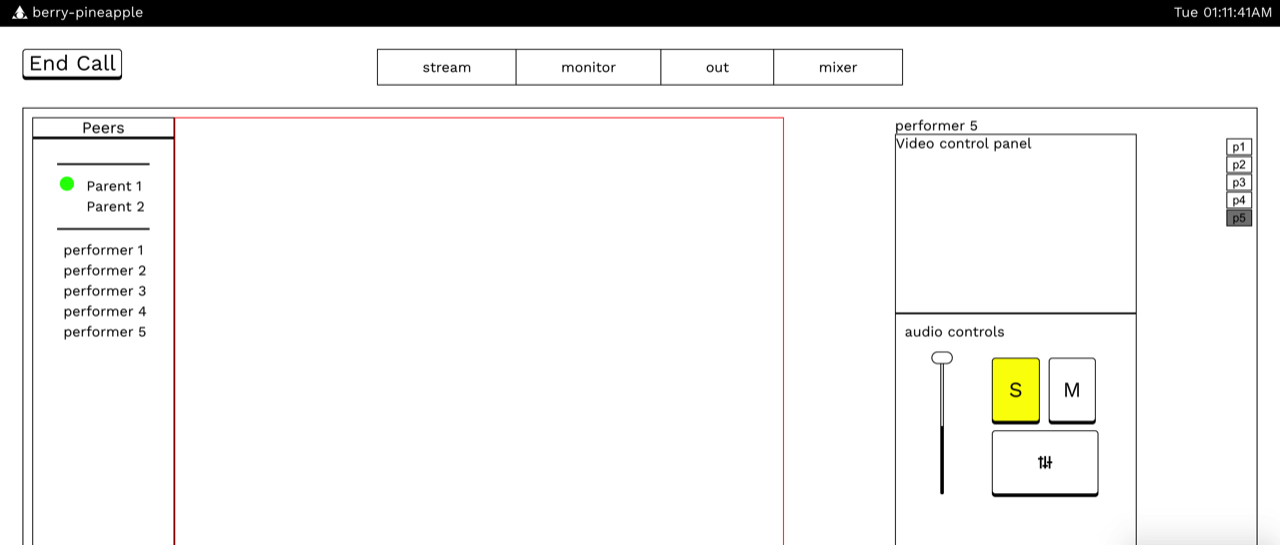 berry-pineapple
Tue 01:11:41AM
End Call
stream monitor out mixer
Peers
Parent 1
Parent 2
performer 1
performer 2
performer 3
performer 4
performer 5
performer 5
Video control panel
audio controls
S M
p1
p2
p3
p4
p5